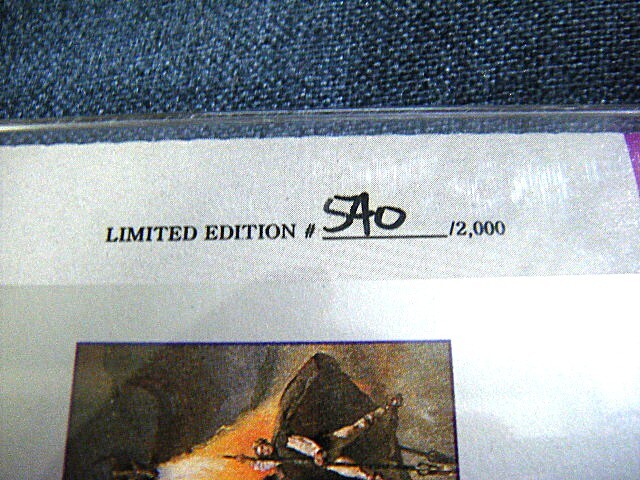 LIMITED EDITION # 540 /2,000